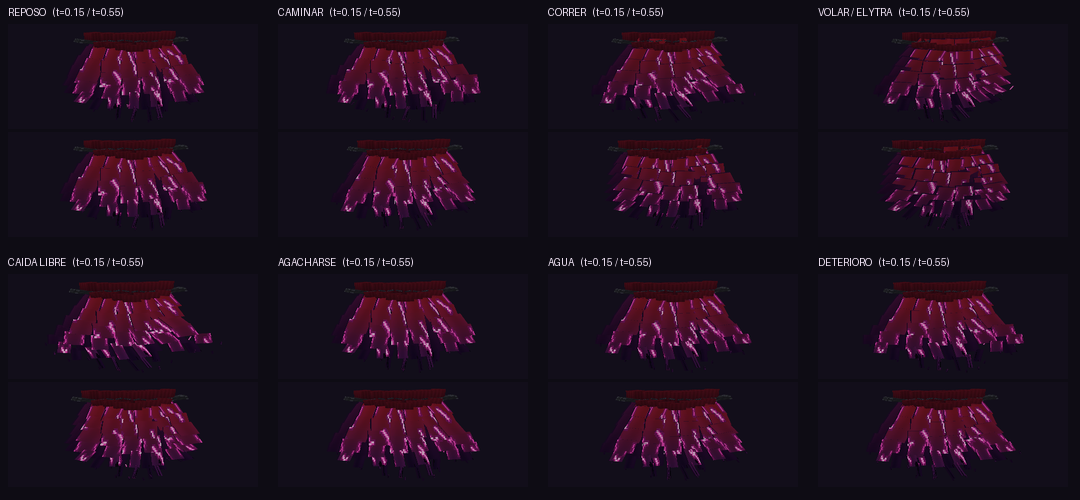 REPOSO (t=0.15 / t=0.55)
CAMINAR (t=0.15 / t=0.55)
CORRER (t=0.15 / t=0.55)
VOLAR / ELYTRA (t=0.15 / t=0.55)
CAIDA LIBRE (t=0.15 / t=0.55)
AGACHARSE (t=0.15 / t=0.55)
AGUA (t=0.15 / t=0.55)
DETERIORO (t=0.15 / t=0.55)